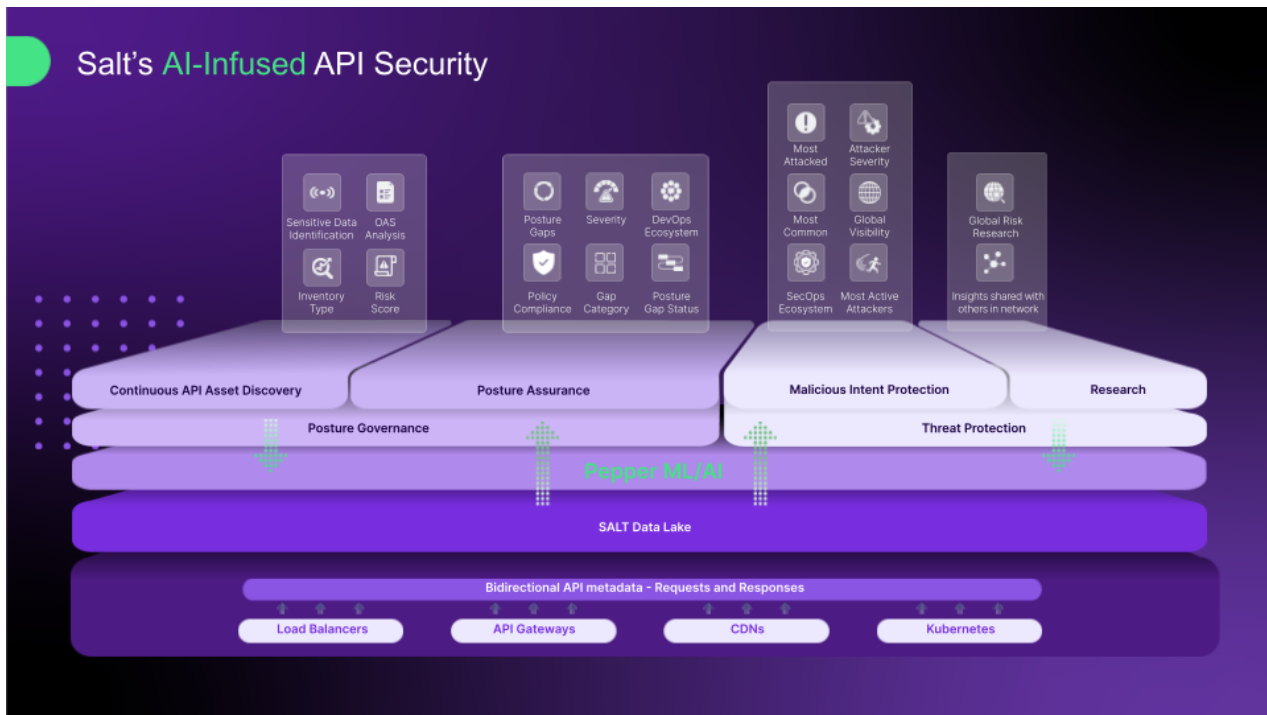 Salt's AI-Infused API Security
Sensitive Data
Identification
OAS
Analysis
Inventory
Type
Risk
Score
Posture
Gaps
Severity
DevOps
Ecosystem
Policy
Compliance
Gap
Category
Posture
Gap Status
Most
Attacked
Attacker
Severity
Most
Common
Global
Visibility
SecOps
Ecosystem
Most Active
Attackers
Global Risk
Research
Insights shared with
others in network
Continuous API Asset Discovery
Posture Assurance
Malicious Intent Protection
Research
Posture Governance
Threat Protection
Pepper ML/AI
SALT Data Lake
Bidirectional API metadata - Requests and Responses
Load Balancers
API Gateways
CDNs
Kubernetes